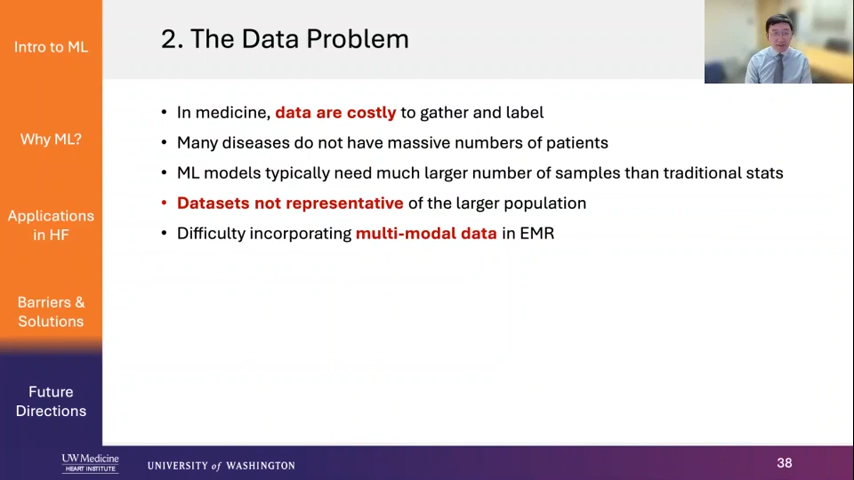 2. The Data Problem
Intro to ML
Why ML?
Applications
in HF
Barriers &
Solutions
Future
Directions
• In medicine, data are costly to gather and label
• Many diseases do not have massive numbers of patients
• ML models typically need much larger number of samples than traditional stats
• Datasets not representative of the larger population
• Difficulty incorporating multi-modal data in EMR
UW Medicine
HEART INSTITUTE
UNIVERSITY of WASHINGTON
38